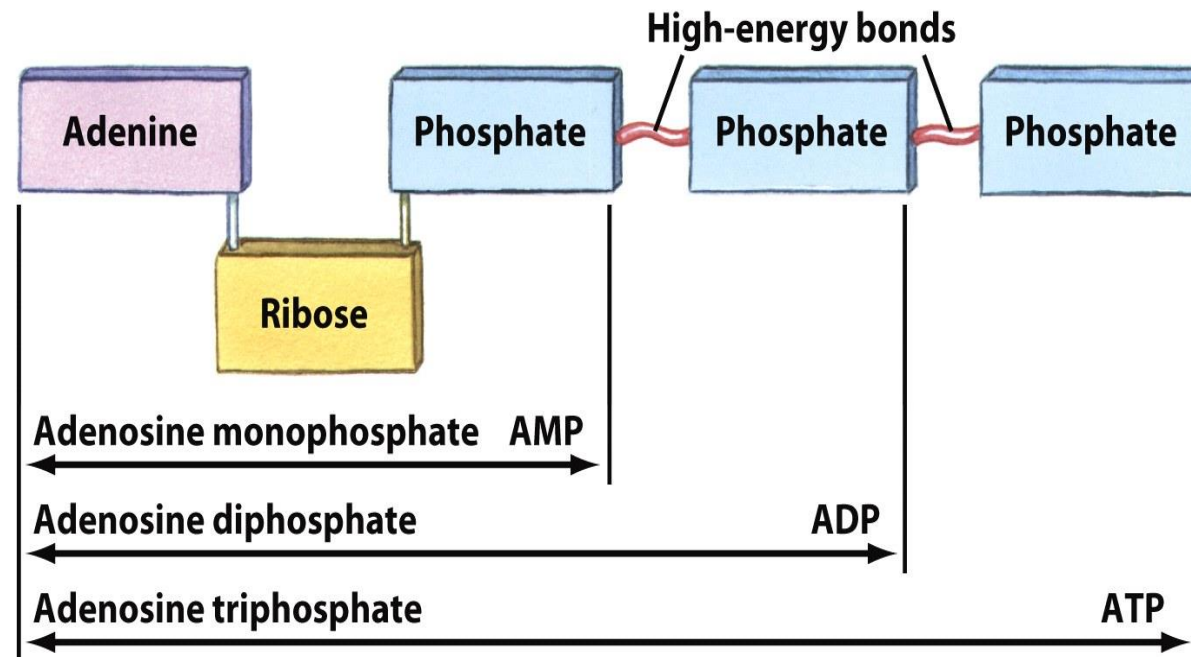 High-energy bonds
Adenine
Phosphate
Phosphate
Phosphate
Ribose
Adenosine monophosphate AMP
Adenosine diphosphate ADP
Adenosine triphosphate ATP